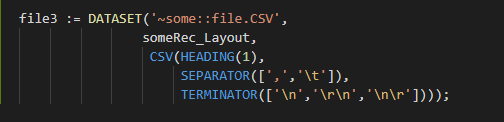 file3 := DATASET('~some::file.CSV',
someRec_Layout,
CSV(HEADING(1),
SEPARATOR([',','\t']),
TERMINATOR(['\n','\r\n','\n\r'])));